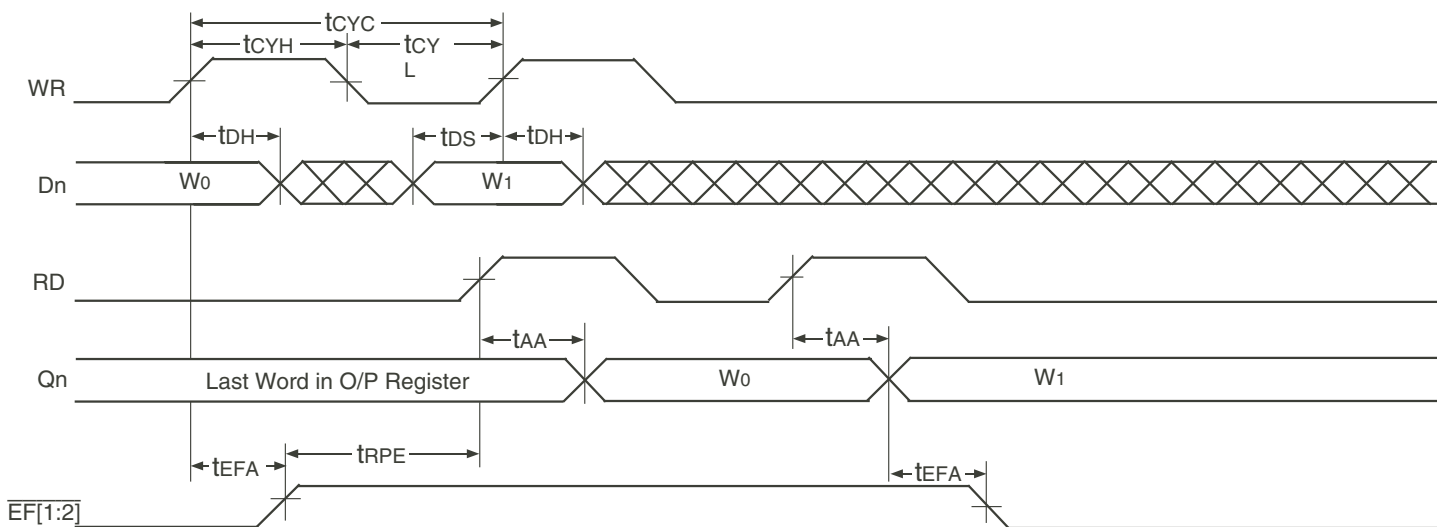 tCYC
tCYH
tCY
L
WR
tDH
tDS
tDH
Dn
W0
W1
RD
tAA
tAA
Qn
Last Word in O/P Register
W0
W1
tEFA
tRPE
tEFA
EF[1:2]